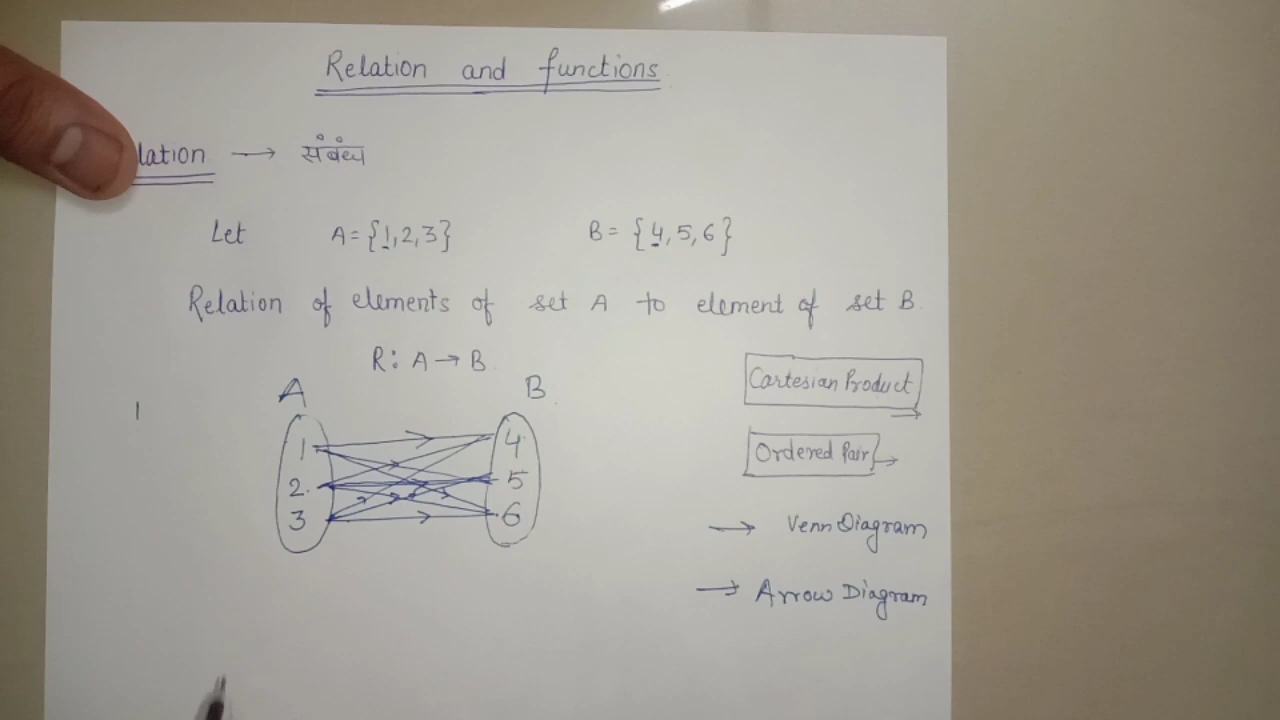 Relation and functions
lation → संबंध
Let A = {1,2,3} B = {4,5,6}
Relation of elements of set A to element of set B.
R: A → B
A B
1 4
2 5
3 6
1
Cartesian Product
Ordered Pair
→ Venn Diagram
→ Arrow Diagram